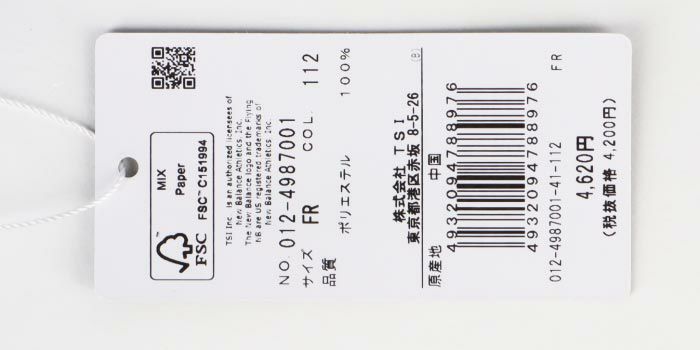 MIX
Paper
FSC™ C151994
FSC
TSI Inc. is an authorized licensees of
New Balance Athletics, Inc.
The New Balance logo and the Flying
NB are US registered trademarks of
New Balance Athletics Inc.
NO 012-4987001
サイズ FR COL. 112
品質 ポリエステル 100%
(B)
株式会社 TSI
東京都港区赤坂 8-5-26
原産地 中国
4932094788976
4932094788976
012-4987001-41-112 FR
4,620円
(税抜価格 4,200円)